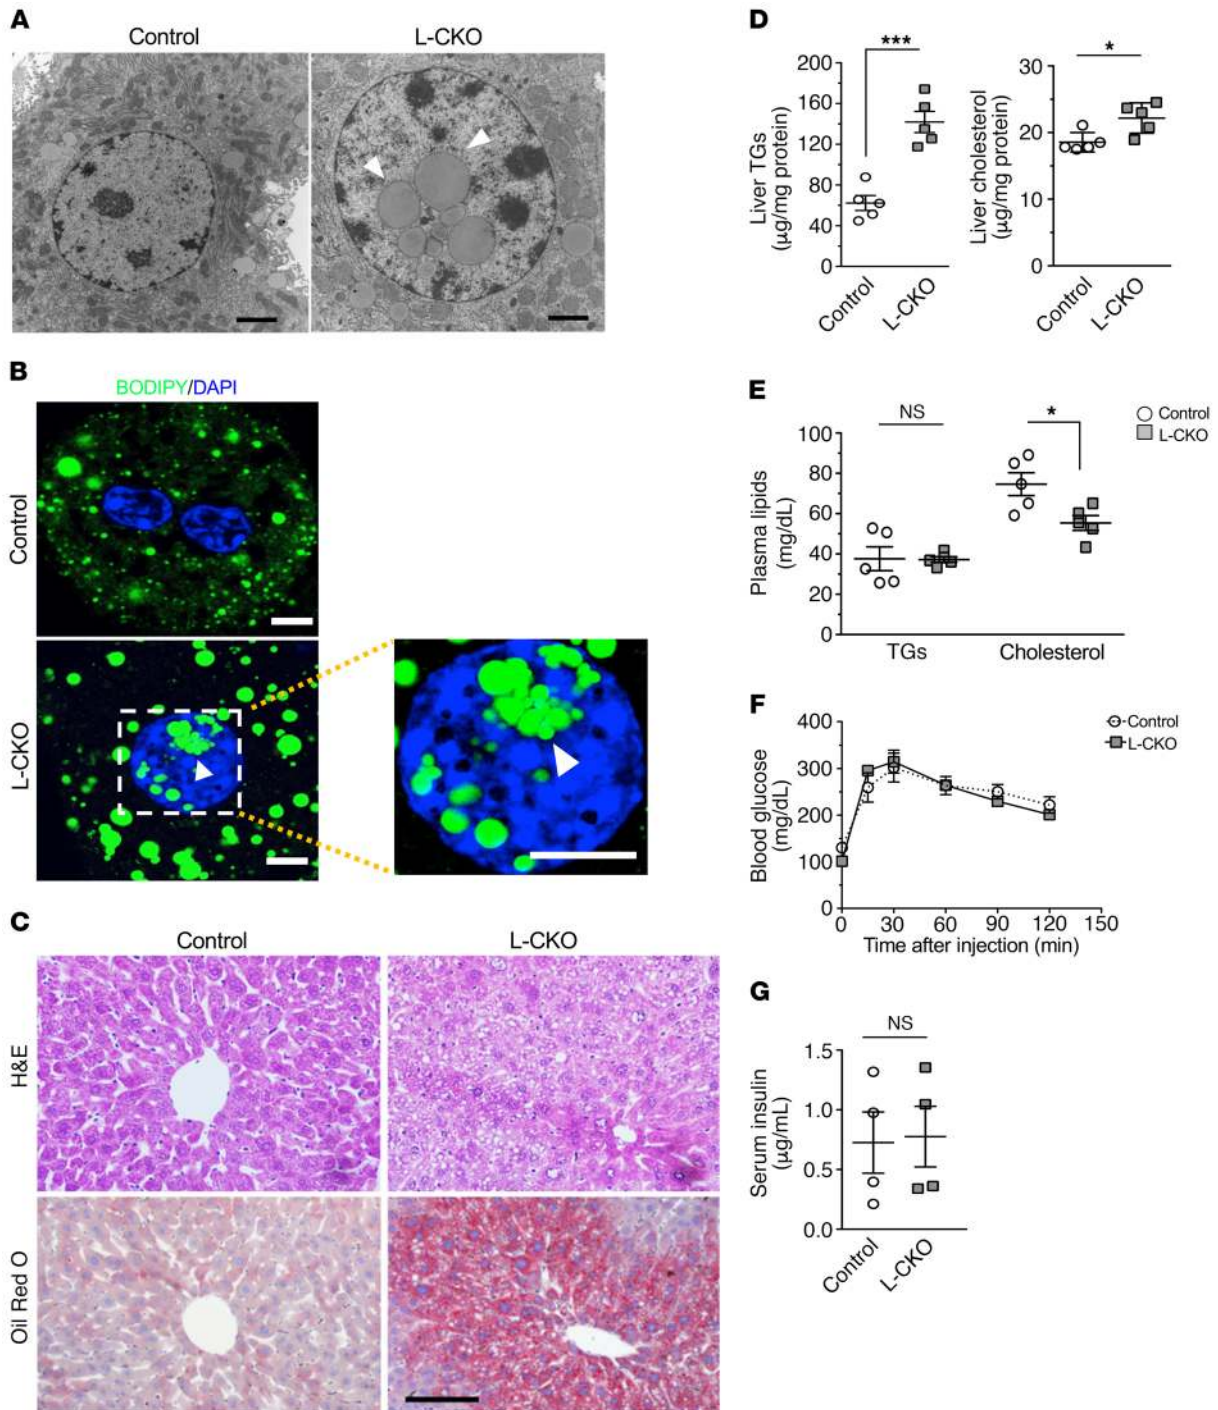 A
Control
L-CKO
B
BODIPY/DAPI
Control
L-CKO
C
Control
L-CKO
H&E
Oil Red O
D
***
Liver TGs
(µg/mg protein)
200
160
120
80
40
0
Control
L-CKO
*
Liver cholesterol
(µg/mg protein)
30
20
10
0
Control
L-CKO
E
NS
*
Control
L-CKO
Plasma lipids
(mg/dL)
100
80
60
40
20
0
TGs
Cholesterol
F
Control
L-CKO
Blood glucose
(mg/dL)
400
300
200
100
0
0 30 60 90 120 150
Time after injection (min)
G
NS
Serum insulin
(µg/mL)
1.5
1.0
0.5
0.0
Control
L-CKO